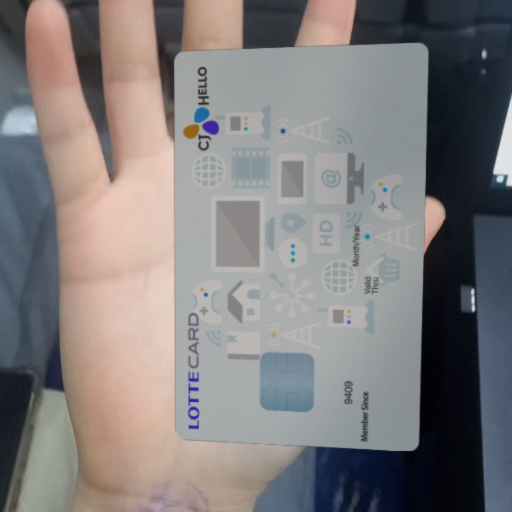 LOTTE CARD
CJ HELLO
@
HD
Month/Year
Valid
Thru
9409
Member Since